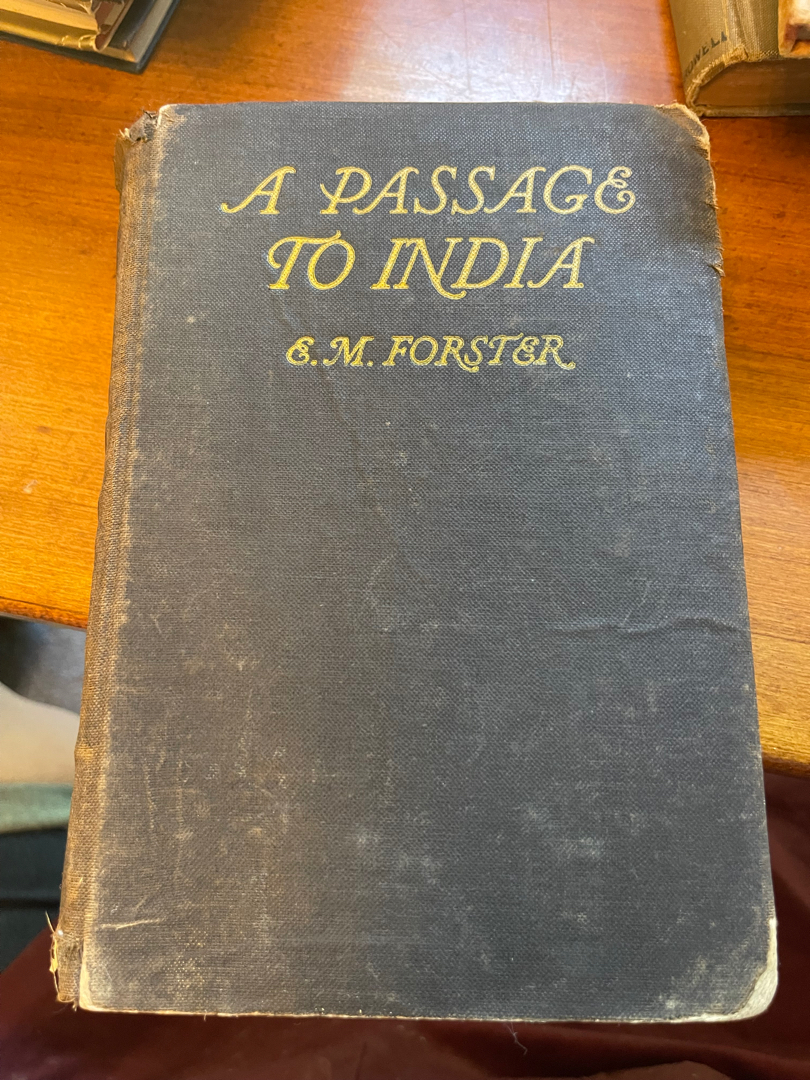 A PASSAGE
TO INDIA
E. M. FORSTER